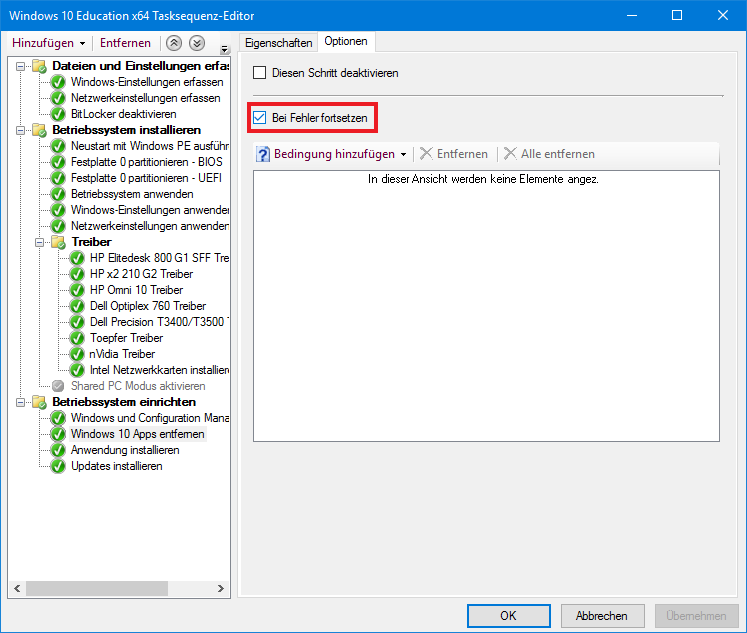 Windows 10 Education x64 Tasksequenz-Editor
Hinzufügen
Entfernen
Dateien und Einstellungen erfas
Windows-Einstellungen erfassen
Netzwerkeinstellungen erfassen
BitLocker deaktivieren
Betriebssystem installieren
Neustart mit Windows PE ausführ
Festplatte 0 partitionieren - BIOS
Festplatte 0 partitionieren - UEFI
Betriebssystem anwenden
Windows-Einstellungen anwenden
Netzwerkeinstellungen anwenden
Treiber
HP Elitedesk 800 G1 SFF Tre
HP x2 210 G2 Treiber
HP Omni 10 Treiber
Dell Optiplex 760 Treiber
Dell Precision T3400/T3500 T
Toepfer Treiber
nVidia Treiber
Intel Netzwerkkarten installieren
Shared PC Modus aktivieren
Betriebssystem einrichten
Windows und Configuration Mana
Windows 10 Apps entfernen
Anwendung installieren
Updates installieren
Eigenschaften
Optionen
Diesen Schritt deaktivieren
Bei Fehler fortsetzen
Bedingung hinzufügen
Entfernen
Alle entfernen
In dieser Ansicht werden keine Elemente angez.
OK
Abbrechen
Übernehmen